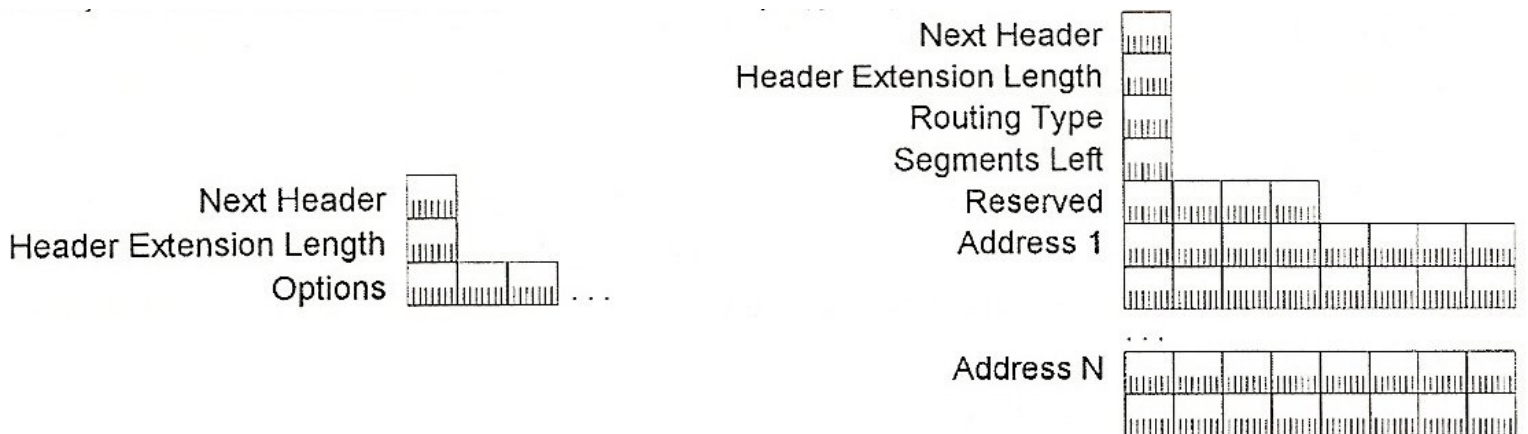 Next Header
Header Extension Length
Options ...
Next Header
Header Extension Length
Routing Type
Segments Left
Reserved
Address 1
...
Address N